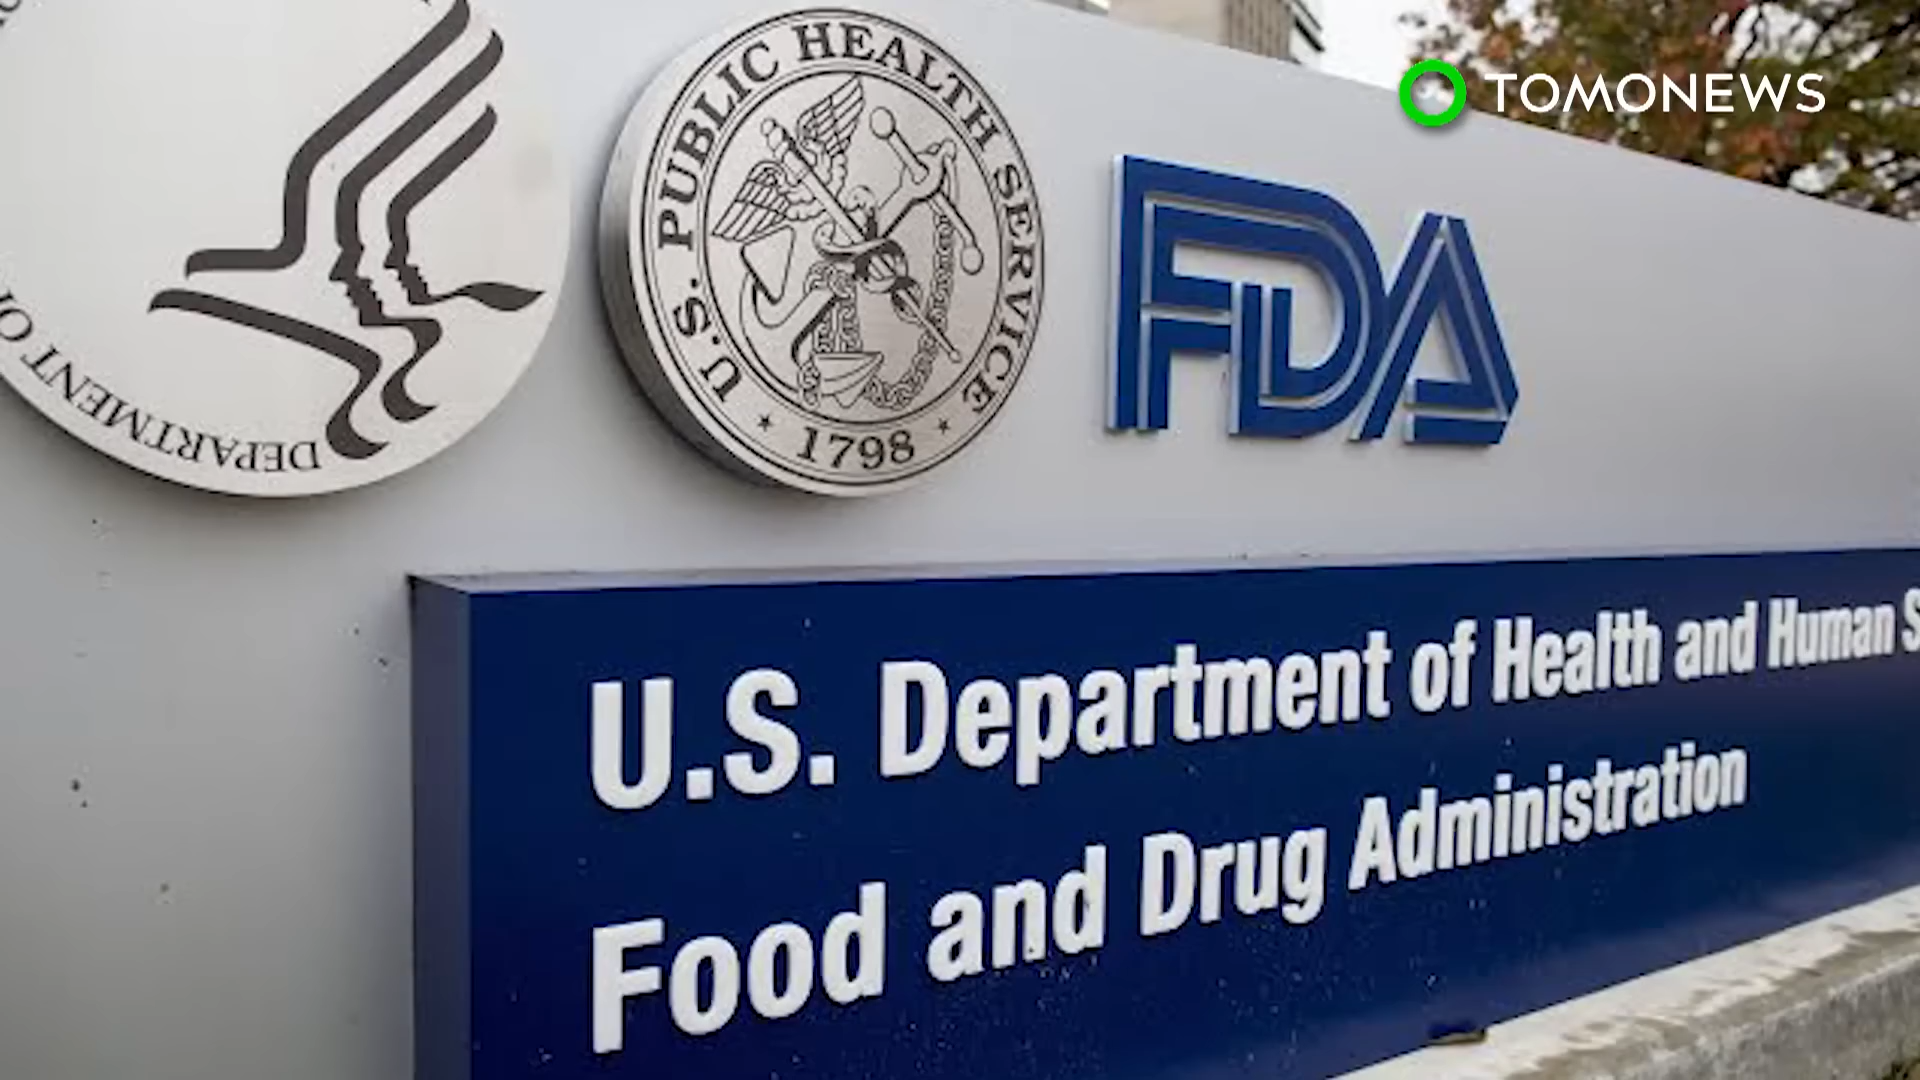 TOMONEWS
DEPARTMENT
U.S. PUBLIC HEALTH SERVICE
1798
FDA
U.S. Department of Health and Human
Food and Drug Administration